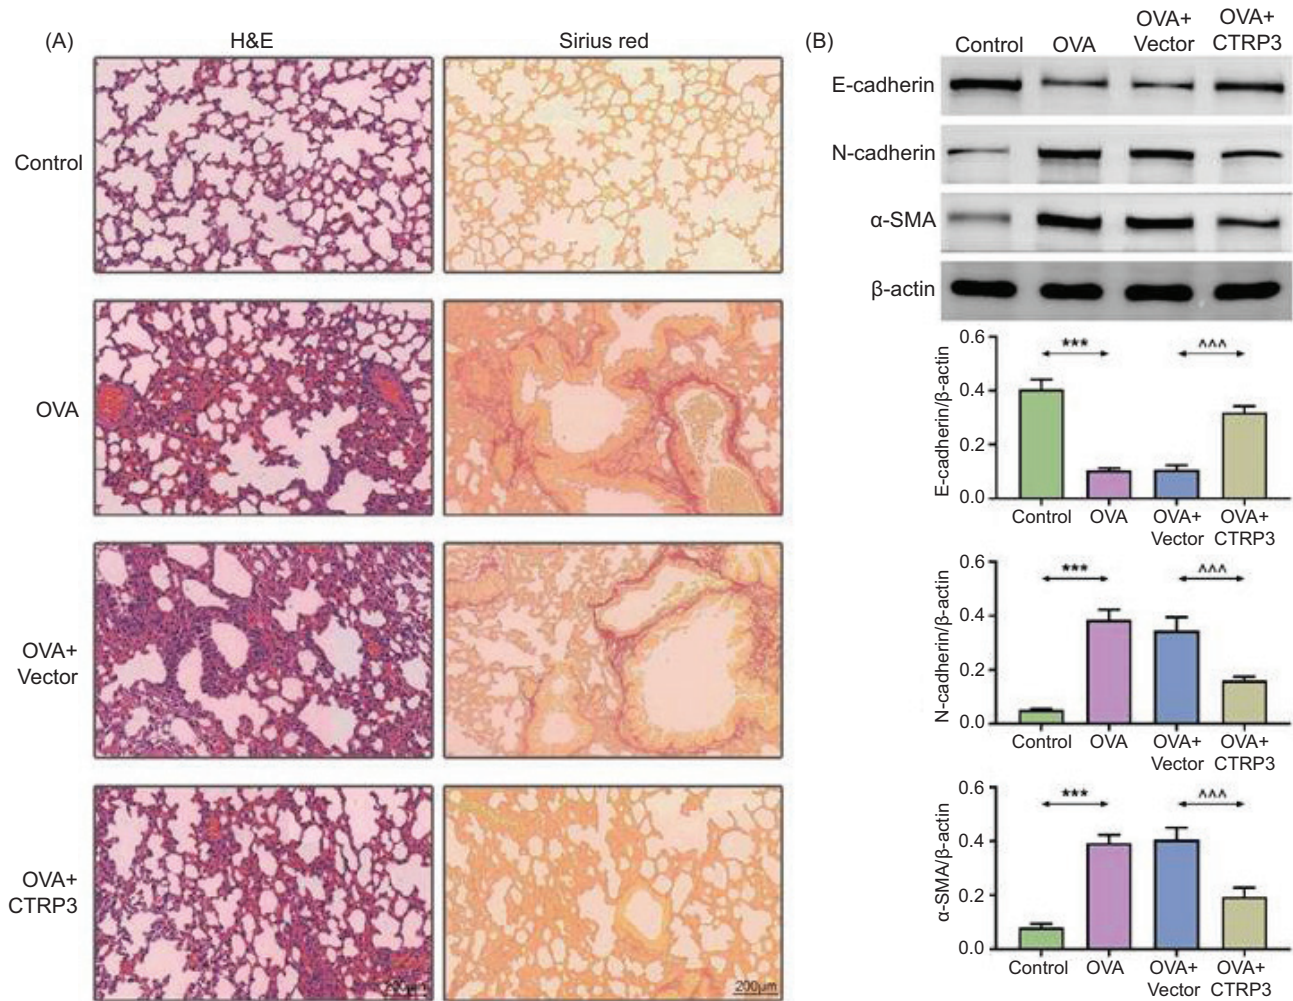 (A)
H&E
Sirius red
Control
OVA
OVA+
Vector
OVA+
CTRP3
200μm
200μm
(B)
Control
OVA
OVA+
Vector
OVA+
CTRP3
E-cadherin
N-cadherin
α-SMA
β-actin
E-cadherin/β-actin
0.6
0.4
0.2
0.0
***
^^^
Control
OVA
OVA+
Vector
OVA+
CTRP3
N-cadherin/β-actin
0.6
0.4
0.2
0.0
***
^^^
Control
OVA
OVA+
Vector
OVA+
CTRP3
α-SMA/β-actin
0.6
0.4
0.2
0.0
***
^^^
Control
OVA
OVA+
Vector
OVA+
CTRP3